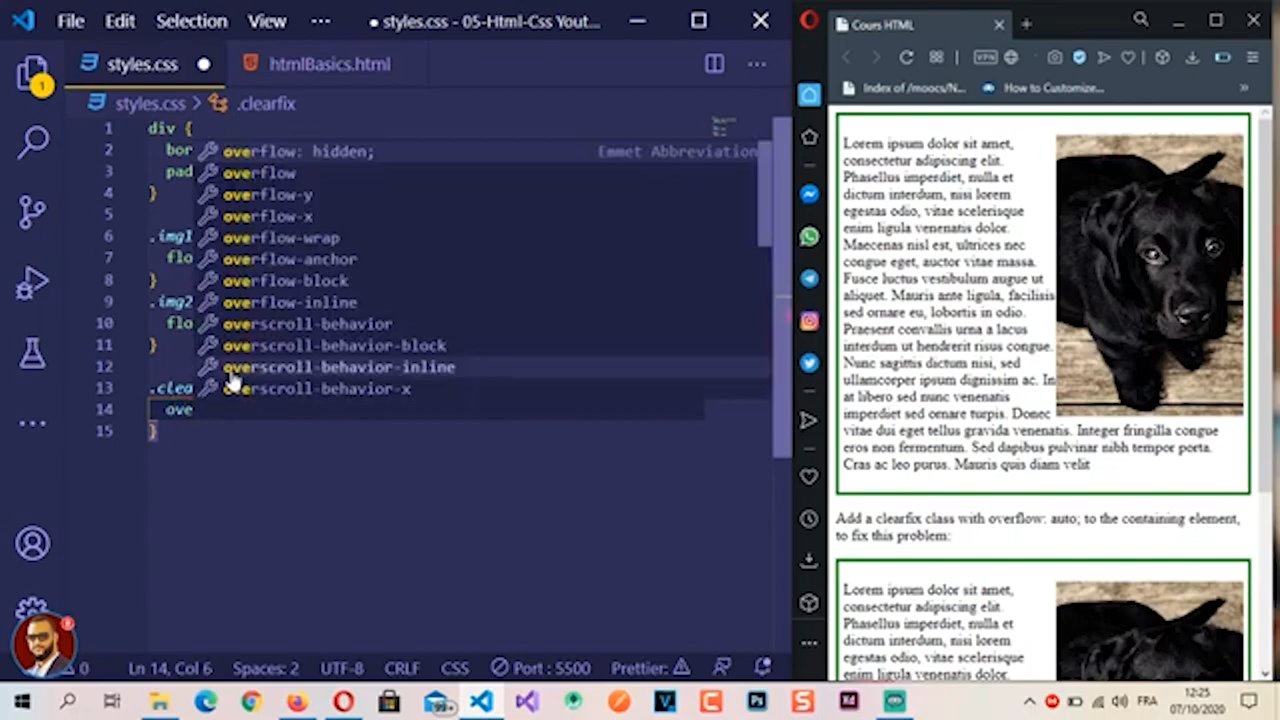 File Edit Selection View ··· ● styles.css - 05-Html-Css Yout...
styles.css ● htmlBasics.html
styles.css > .clearfix
1 div {
2 bor overflow: hidden; Emmet Abbreviation
3 pad overflow
4 } overflow-y
5 overflow-x
6 .img1 overflow-wrap
7 flo overflow-anchor
8 } overflow-block
9 .img2 overflow-inline
10 flo overscroll-behavior
11 } overscroll-behavior-block
12 overscroll-behavior-inline
13 .clea overscroll-behavior-x
14 ove
15 }
1
0 Ln 14, Col 6 Spaces: 2 UTF-8 CRLF CSS Port : 5500 Prettier:
Cours HTML
VPN
Index of /moocs/N... How to Customize... »
Lorem ipsum dolor sit amet,
consectetur adipiscing elit.
Phasellus imperdiet, nulla et
dictum interdum, nisi lorem
egestas odio, vitae scelerisque
enim ligula venenatis dolor.
Maecenas nisl est, ultrices nec
congue eget, auctor vitae massa.
Fusce luctus vestibulum augue ut
aliquet. Mauris ante ligula, facilisis
sed ornare eu, lobortis in odio.
Praesent convallis urna a lacus
interdum ut hendrerit risus congue.
Nunc sagittis dictum nisi, sed
ullamcorper ipsum dignissim ac. In
at libero sed nunc venenatis
imperdiet sed ornare turpis. Donec
vitae dui eget tellus gravida venenatis. Integer fringilla congue
eros non fermentum. Sed dapibus pulvinar nibh tempor porta.
Cras ac leo purus. Mauris quis diam velit
Add a clearfix class with overflow: auto; to the containing element,
to fix this problem:
Lorem ipsum dolor sit amet,
consectetur adipiscing elit.
Phasellus imperdiet, nulla et
dictum interdum, nisi lorem
egestas odio, vitae scelerisque
enim ligula venenatis dolor.
99+ V C Ps S Xd FRA 12:25
07/10/2020